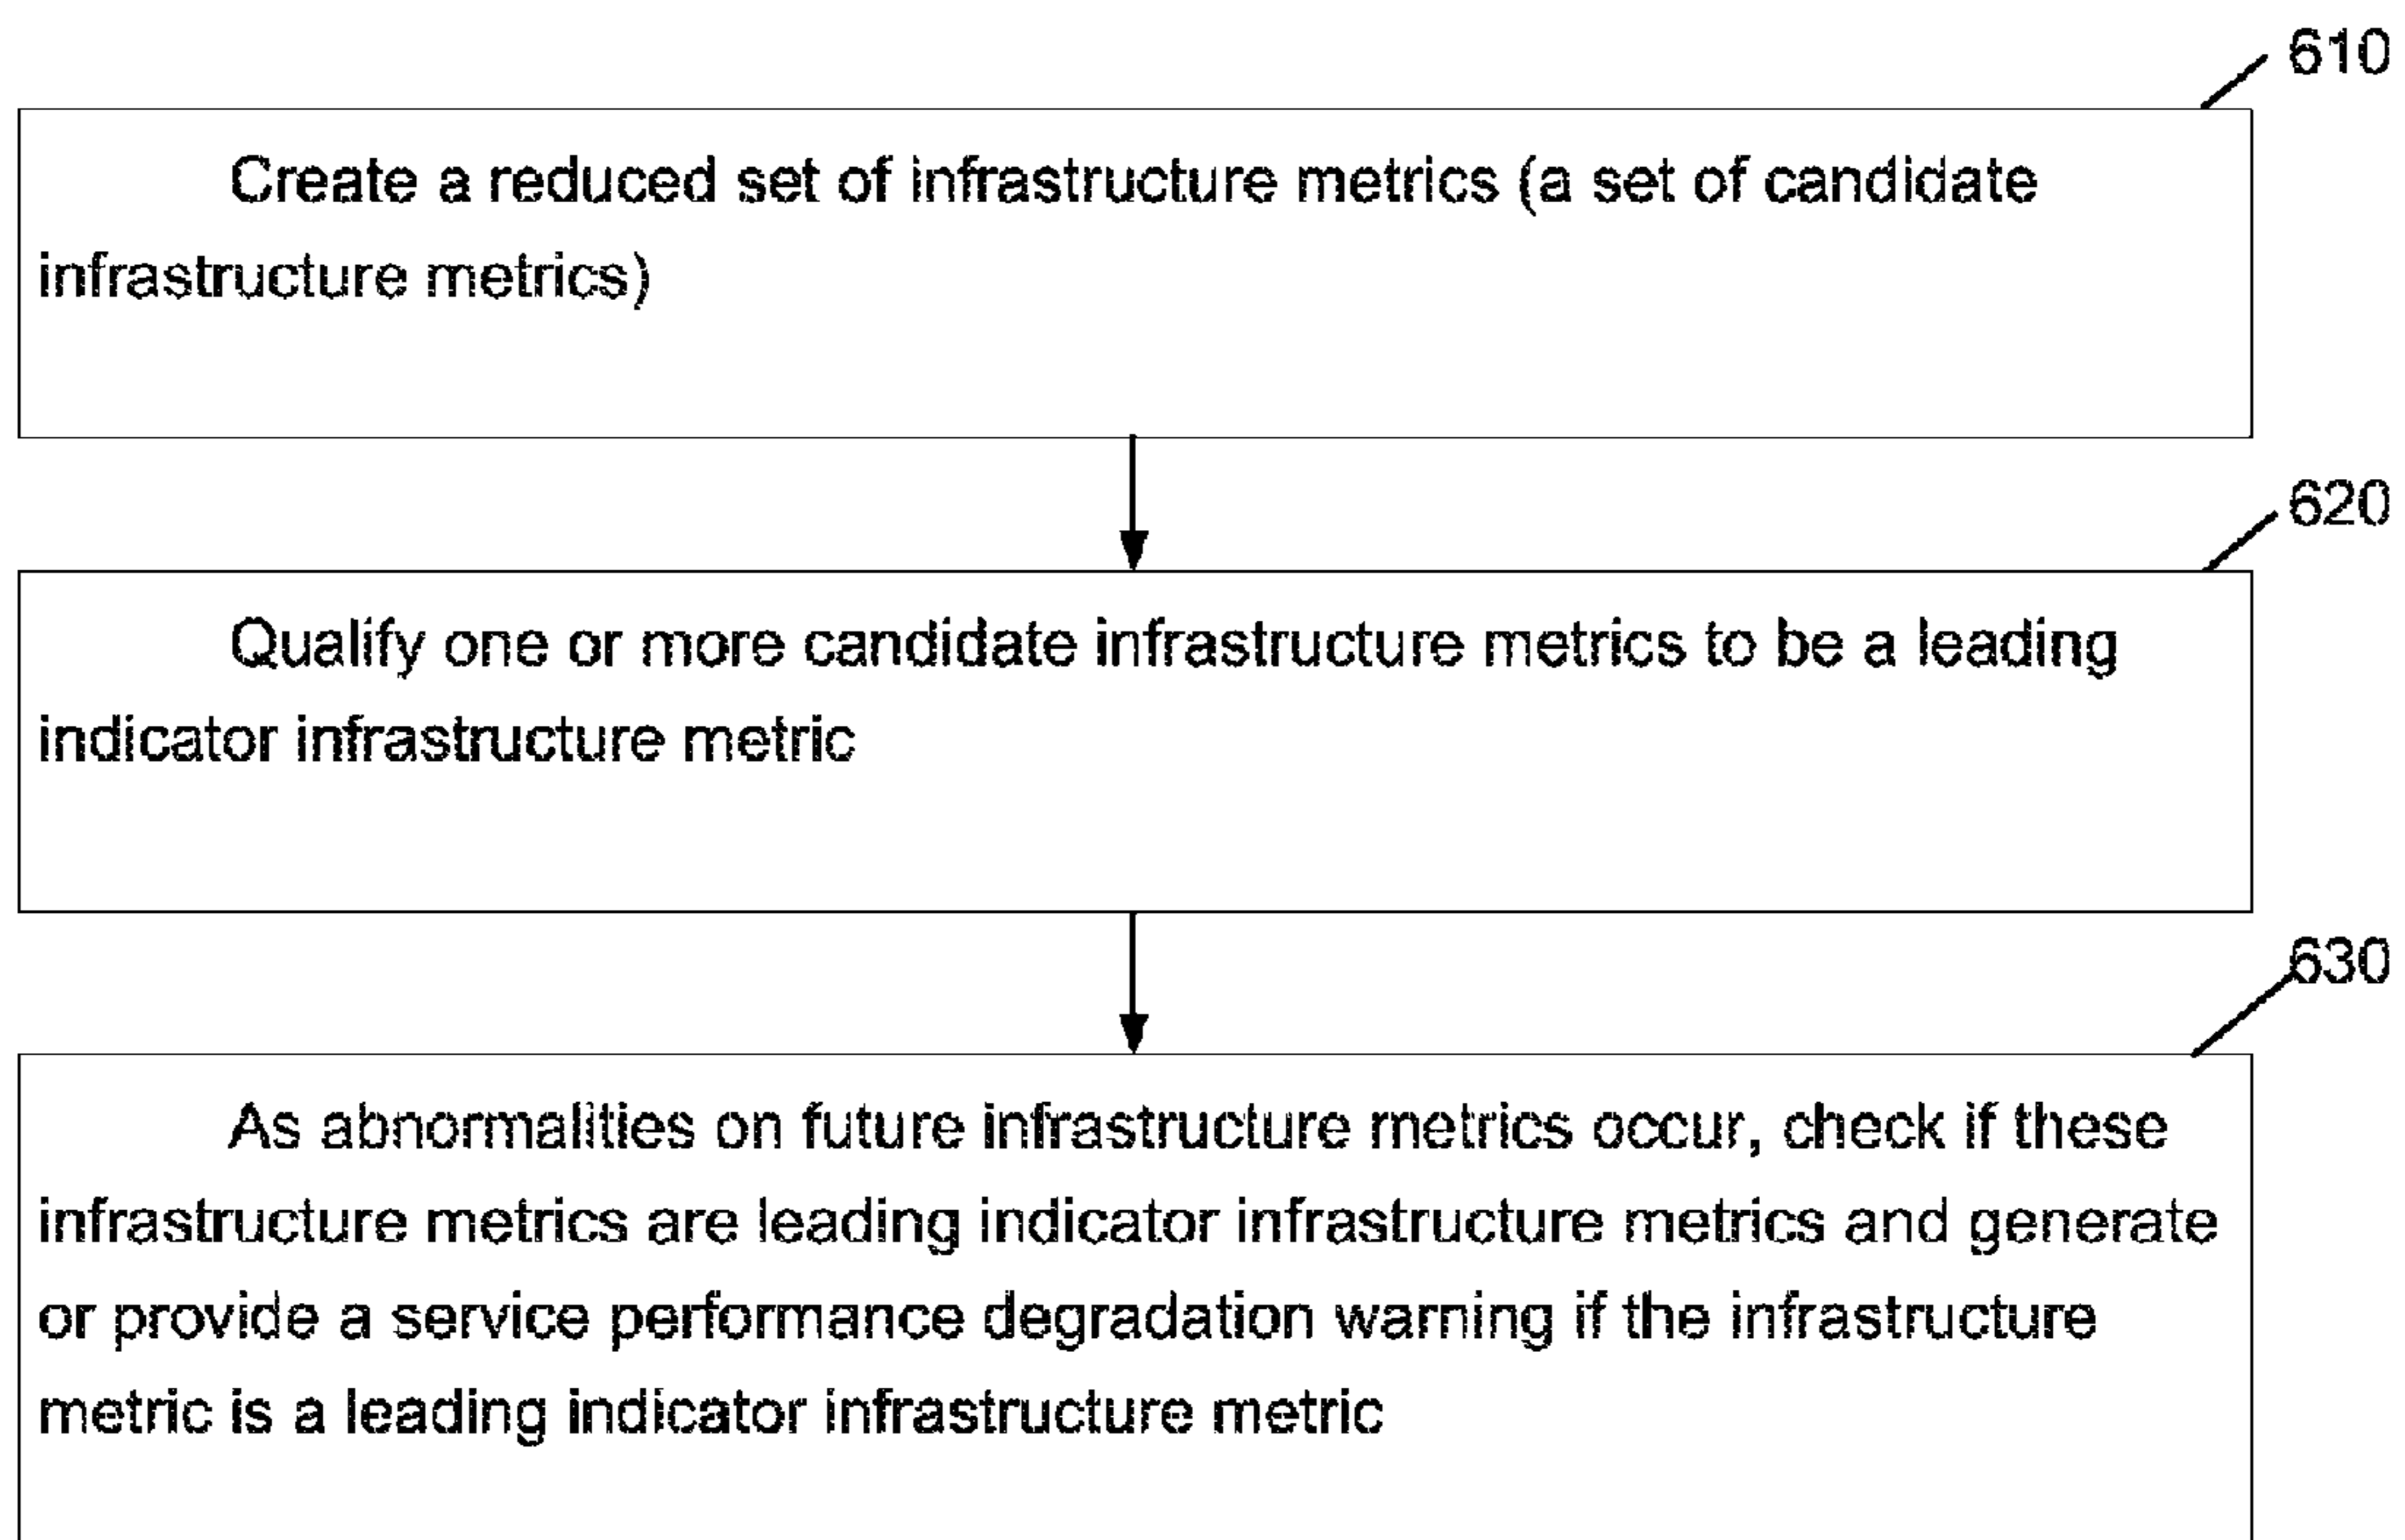 610
Create a reduced set of infrastructure metrics (a set of candidate
infrastructure metrics)
620
Qualify one or more candidate infrastructure metrics to be a leading
indicator infrastructure metric
630
As abnormalities on future infrastructure metrics occur, check if these
infrastructure metrics are leading indicator infrastructure metrics and generate
or provide a service performance degradation warning if the infrastructure
metric is a leading indicator infrastructure metric